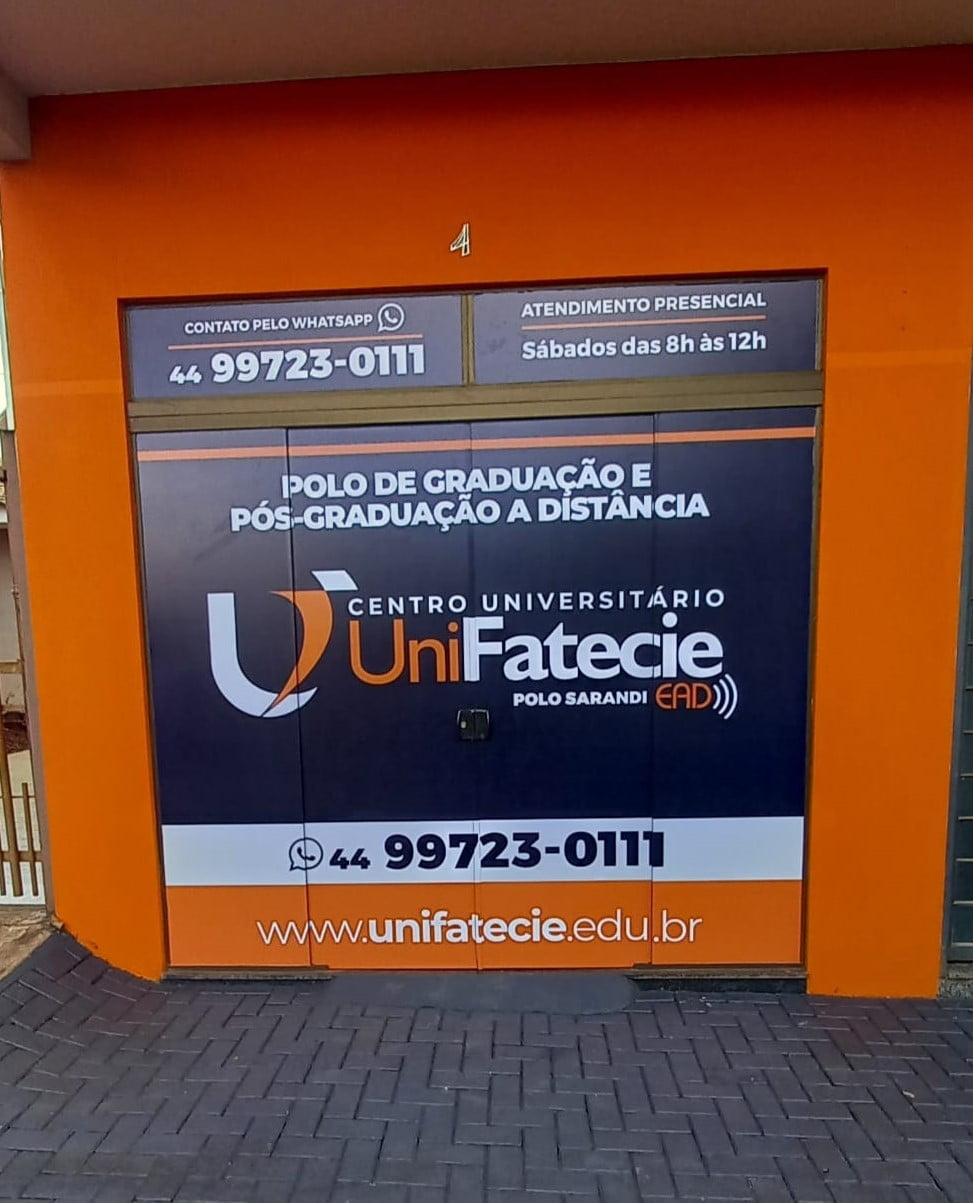 4
CONTATO PELO WHATSAPP
44 99723-0111
ATENDIMENTO PRESENCIAL
Sábados das 8h às 12h
POLO DE GRADUAÇÃO E
PÓS-GRADUAÇÃO A DISTÂNCIA
CENTRO UNIVERSITÁRIO
UniFatecie
POLO SARANDI EAD
44 99723-0111
www.unifatecie.edu.br